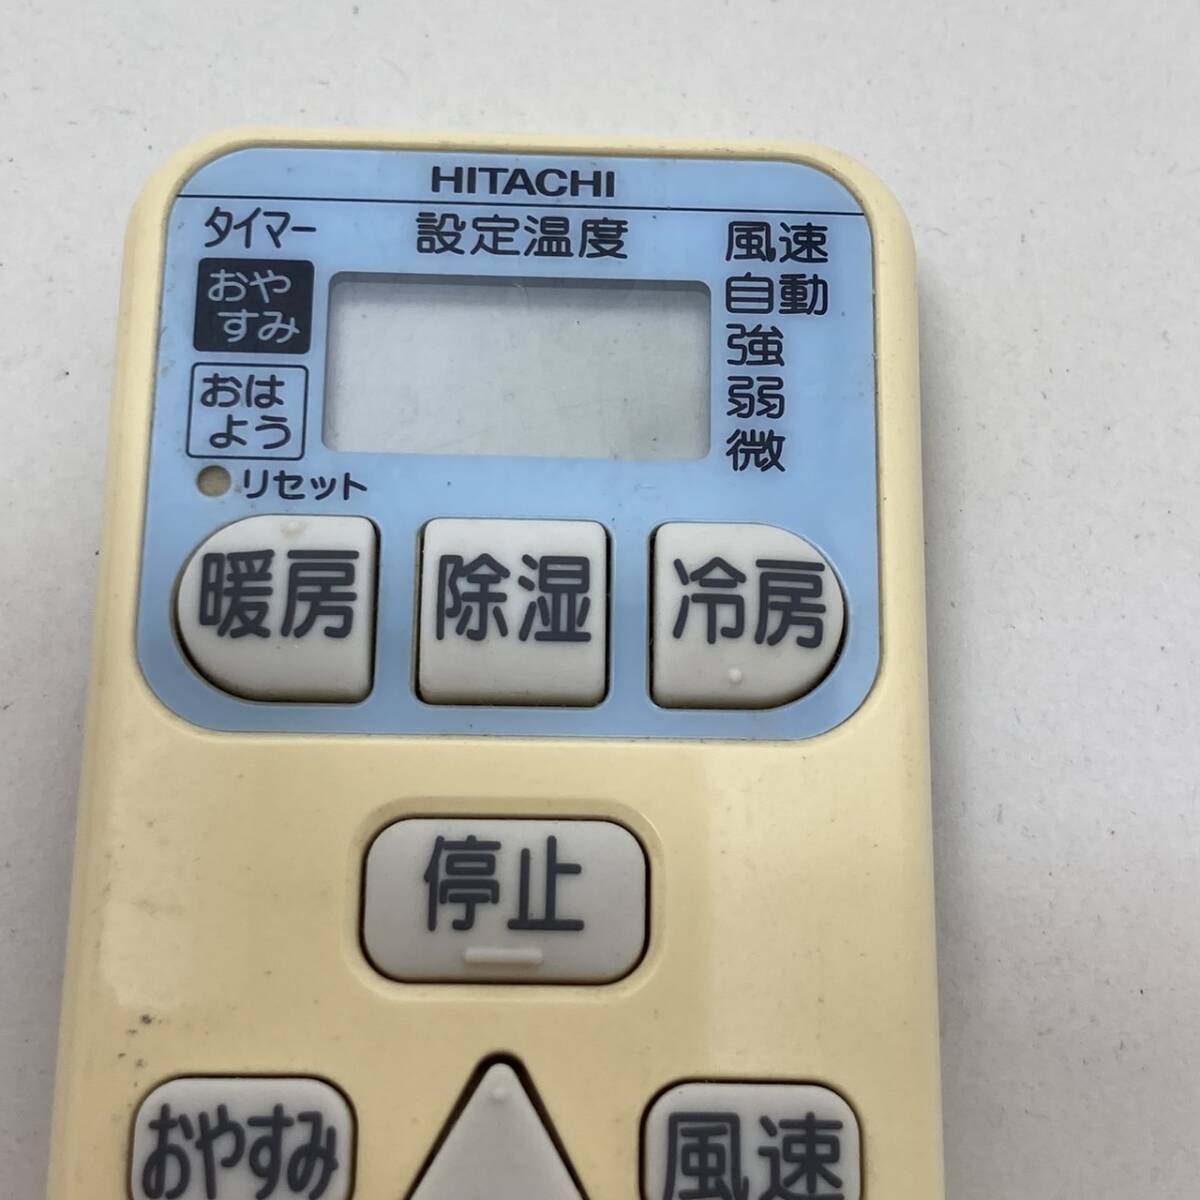 HITACHI
タイマー
設定温度
風速
おや
すみ
自動
強
弱
微
おは
よう
リセット
暖房
除湿
冷房
停止
おやすみ
風速